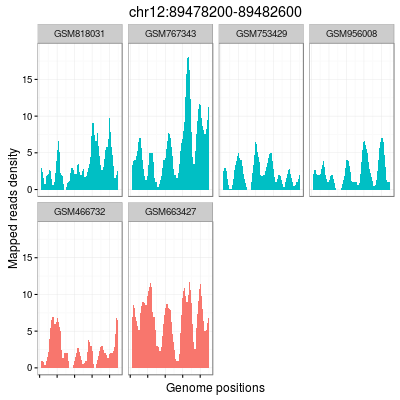 chr12:89478200-89482600
GSM818031 GSM767343 GSM753429 GSM956008
15
10
5
0
GSM466732 GSM663427
15
10
5
0
Mapped reads density
Genome positions